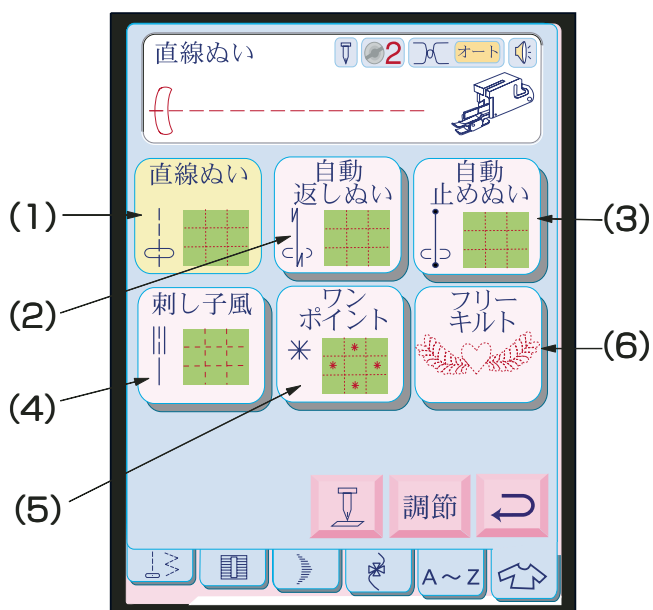 直線ぬい
2
オート
直線ぬい
自動
返しぬい
自動
止めぬい
(1)
(2)
(3)
刺し子風
ワン
ポイント
フリー
キルト
(4)
(5)
(6)
調節
A～Z